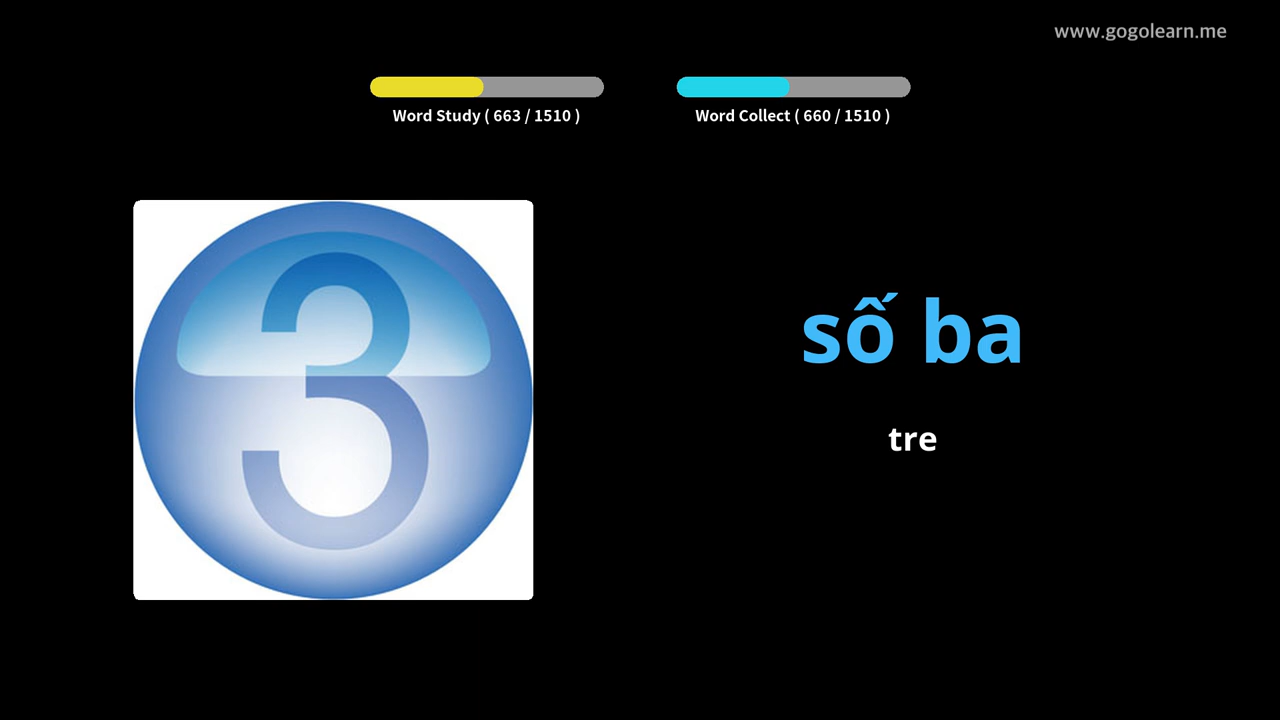 www.gogolearn.me
Word Study ( 663 / 1510 )
Word Collect ( 660 / 1510 )
3
số ba
tre